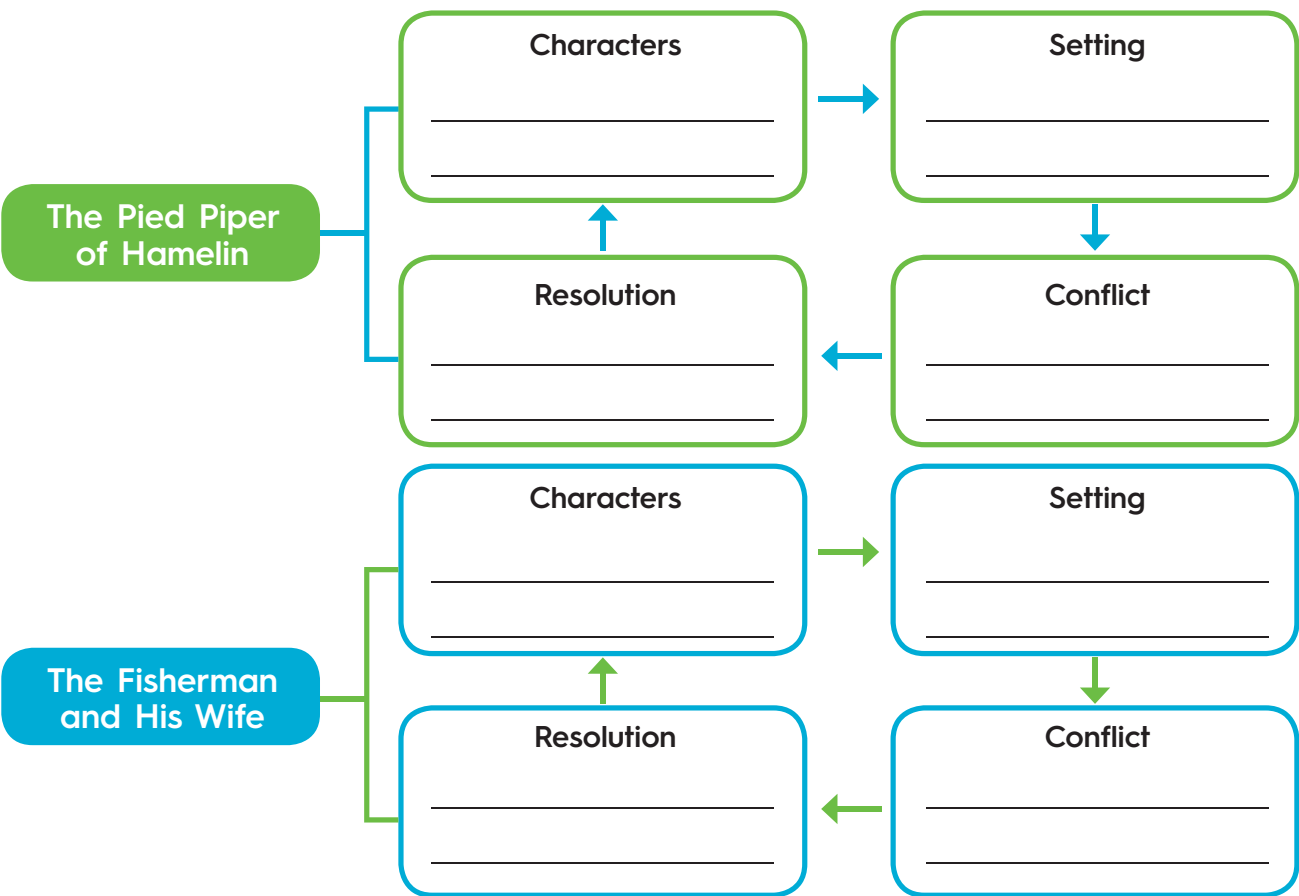 The Pied Piper
of Hamelin
Characters
Setting
Resolution
Conflict
The Fisherman
and His Wife
Characters
Setting
Resolution
Conflict